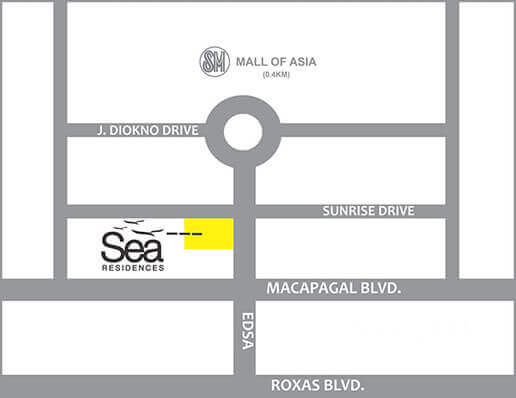 SM MALL OF ASIA
(0.4KM)
J. DIOKNO DRIVE
SUNRISE DRIVE
Sea
RESIDENCES
MACAPAGAL BLVD.
EDSA
ROXAS BLVD.